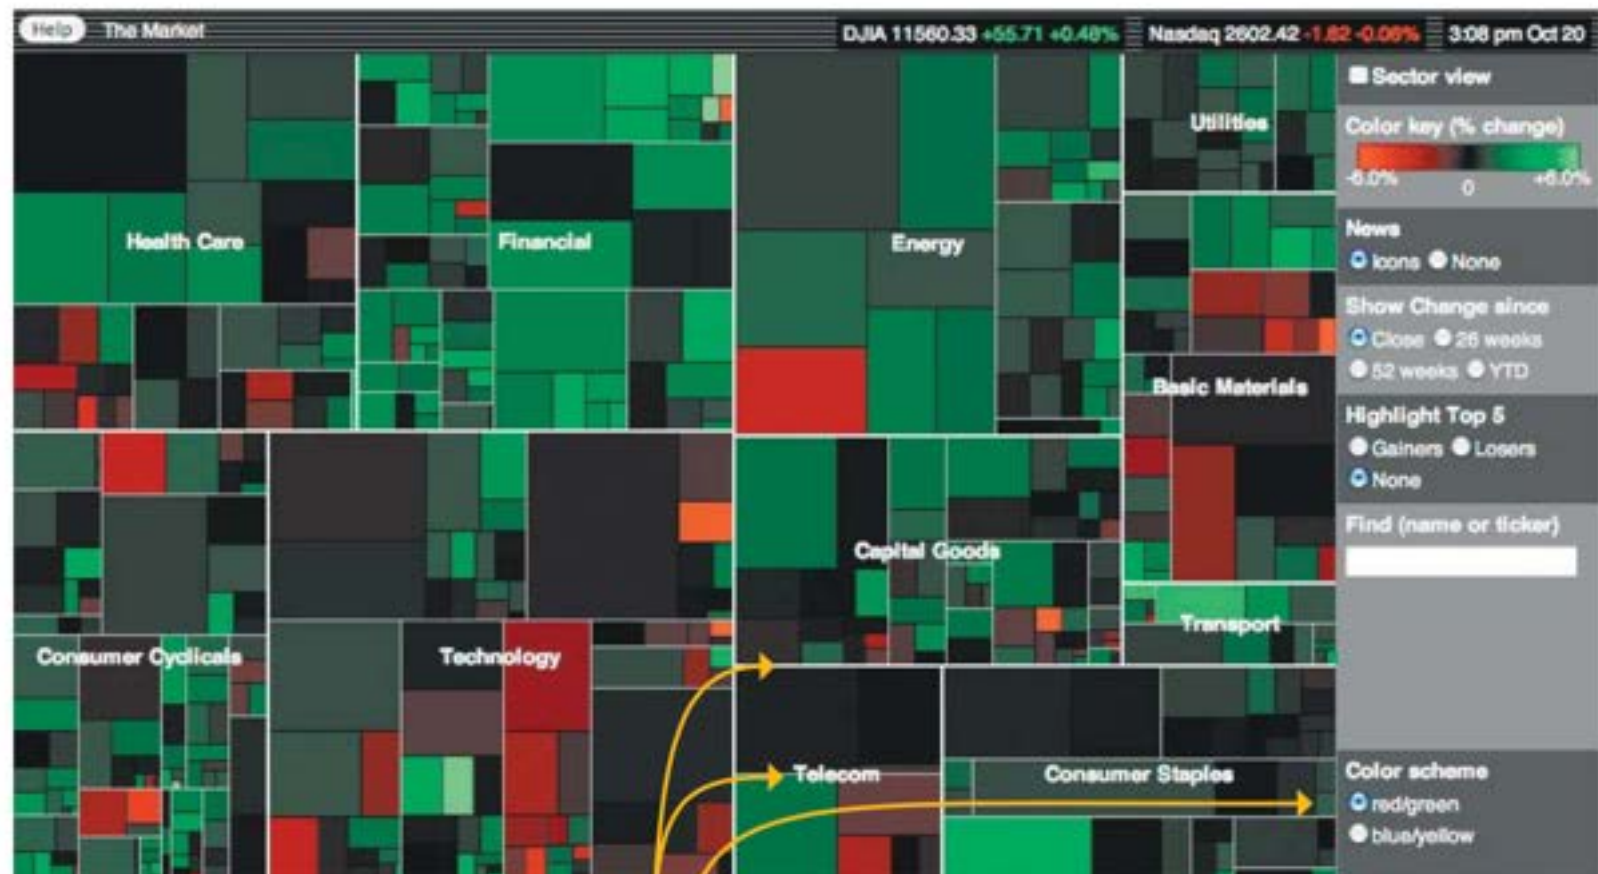 Help The Market DJIA 11560.33 +55.71 +0.48% Nasdaq 2602.42 -1.62 -0.06% 3:08 pm Oct 20
Sector view
Color key (% change)
-6.0% 0 +6.0%
News
Icons None
Show Change since
Close 26 weeks
52 weeks YTD
Highlight Top 5
Gainers Losers
None
Find (name or ticker)
Color scheme
red/green
blue/yellow
Health Care
Financial
Energy
Utilities
Basic Materials
Capital Goods
Transport
Consumer Cyclicals
Technology
Telecom
Consumer Staples